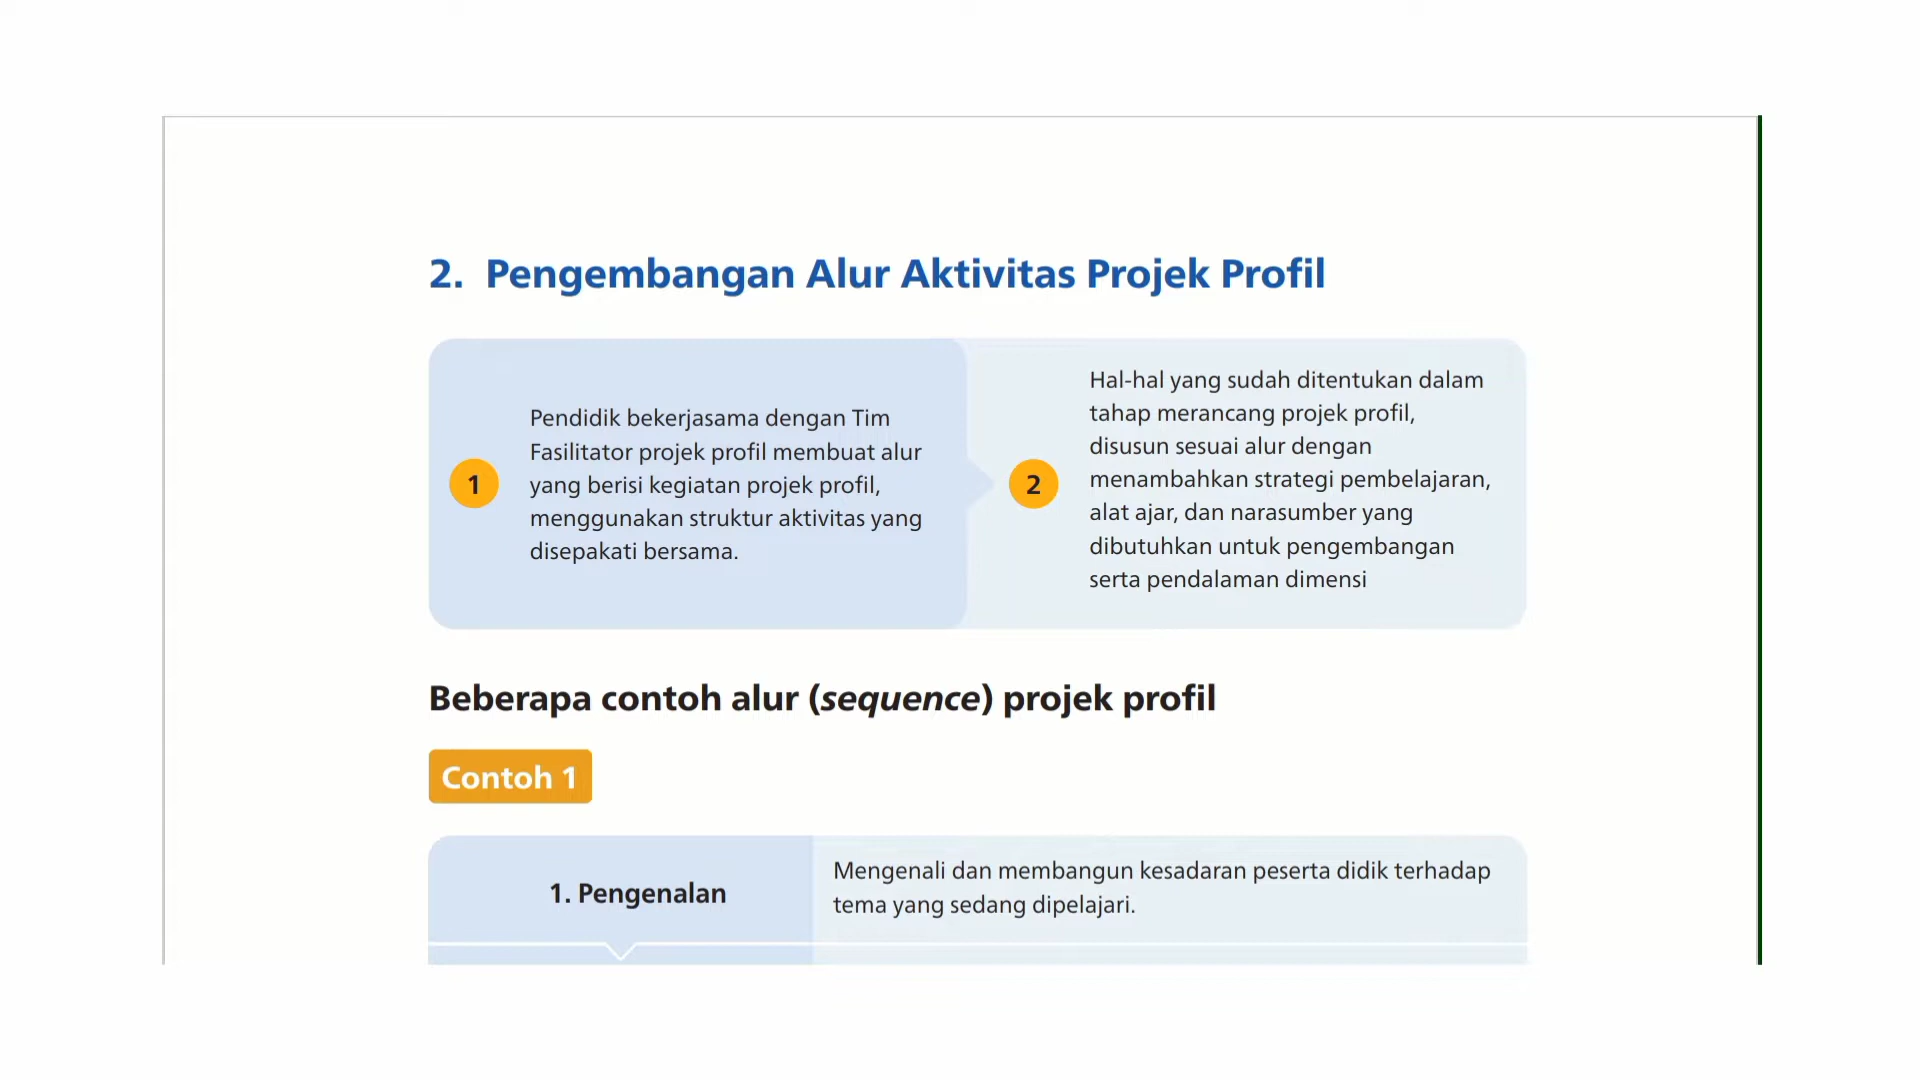 2. Pengembangan Alur Aktivitas Projek Profil
1
Pendidik bekerjasama dengan Tim
Fasilitator projek profil membuat alur
yang berisi kegiatan projek profil,
menggunakan struktur aktivitas yang
disepakati bersama.
2
Hal-hal yang sudah ditentukan dalam
tahap merancang projek profil,
disusun sesuai alur dengan
menambahkan strategi pembelajaran,
alat ajar, dan narasumber yang
dibutuhkan untuk pengembangan
serta pendalaman dimensi
Beberapa contoh alur (sequence) projek profil
Contoh 1
1. Pengenalan
Mengenali dan membangun kesadaran peserta didik terhadap
tema yang sedang dipelajari.